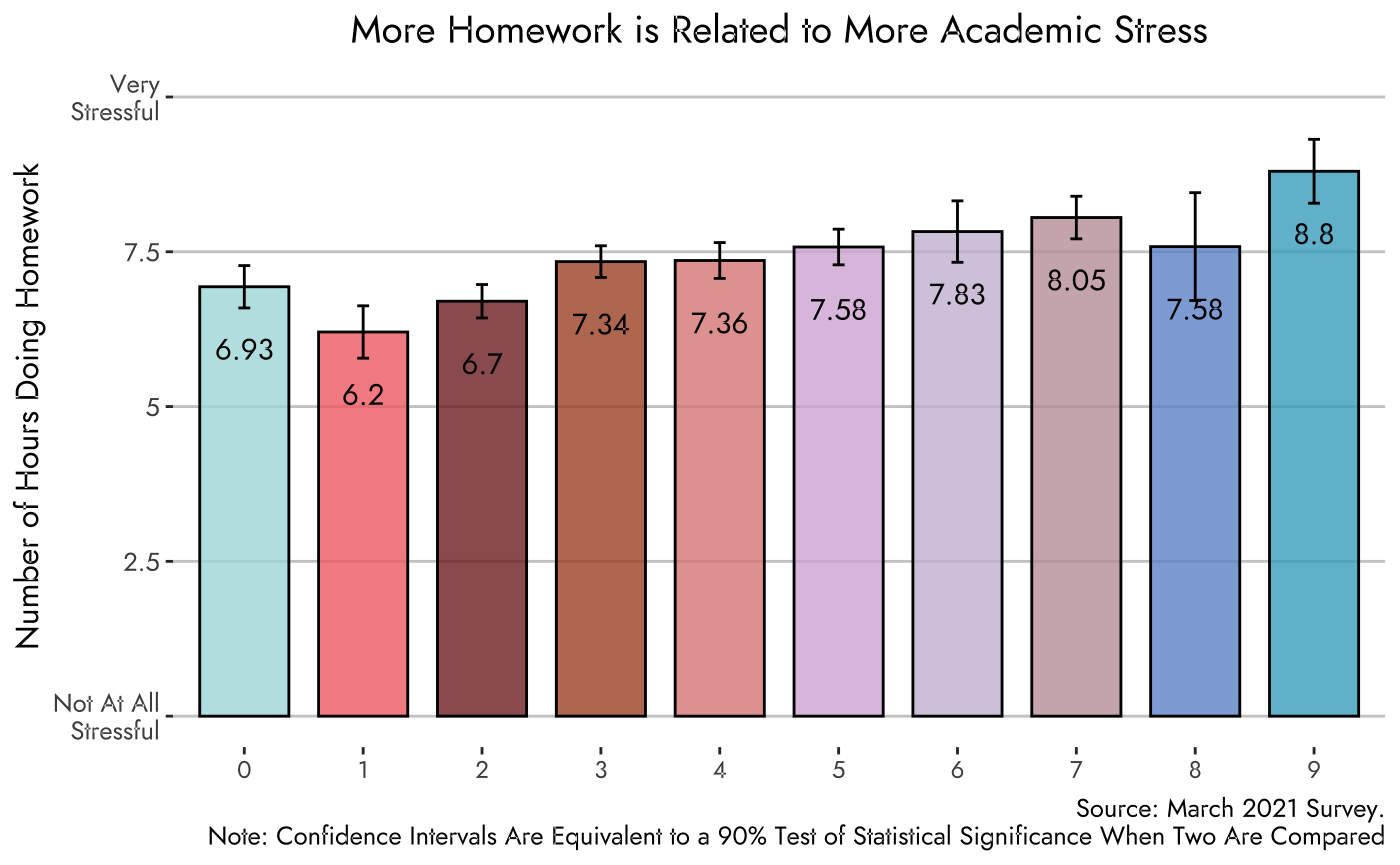 More Homework is Related to More Academic Stress
Very
Stressful
7.5
5
2.5
Not At All
Stressful
Number of Hours Doing Homework
6.93
6.2
6.7
7.34
7.36
7.58
7.83
8.05
7.58
8.8
0 1 2 3 4 5 6 7 8 9
Source: March 2021 Survey.
Note: Confidence Intervals Are Equivalent to a 90% Test of Statistical Significance When Two Are Compared